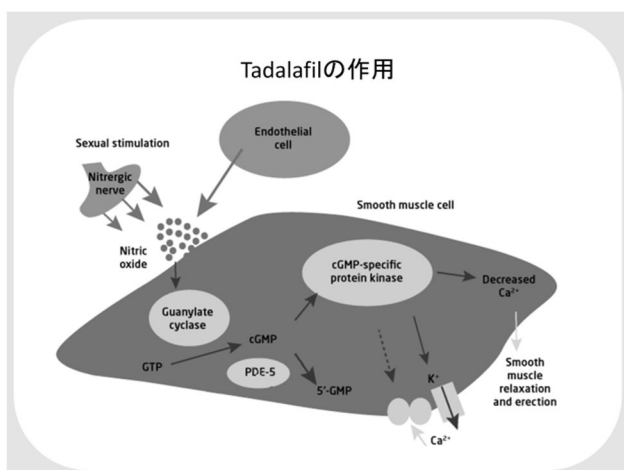 Tadalafilの作用
Sexual stimulation
Endothelial
cell
Nitrergic
nerve
Smooth muscle cell
Nitric
oxide
cGMP-specific
protein kinase
Decreased
Ca²⁺
Guanylate
cyclase
cGMP
GTP
PDE-5
5'-GMP
K⁺
Smooth
muscle
relaxation
and erection
Ca²⁺